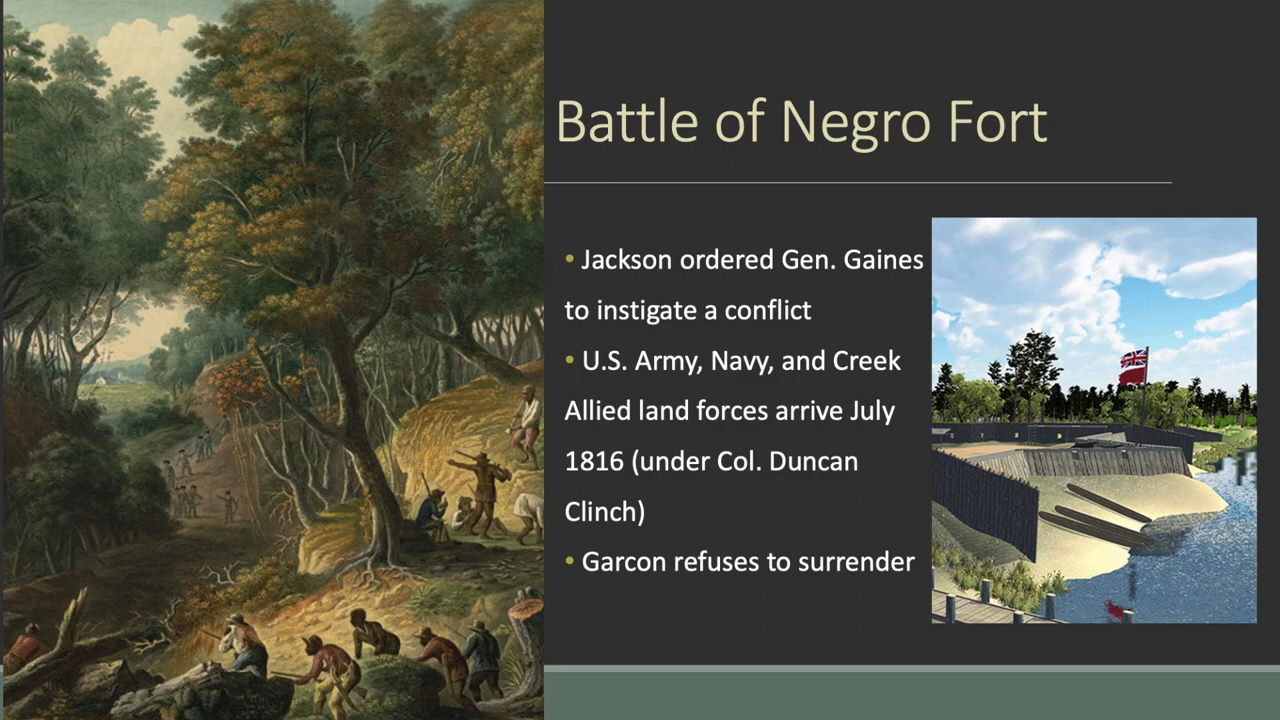 Battle of Negro Fort
• Jackson ordered Gen. Gaines
to instigate a conflict
• U.S. Army, Navy, and Creek
Allied land forces arrive July
1816 (under Col. Duncan
Clinch)
• Garcon refuses to surrender